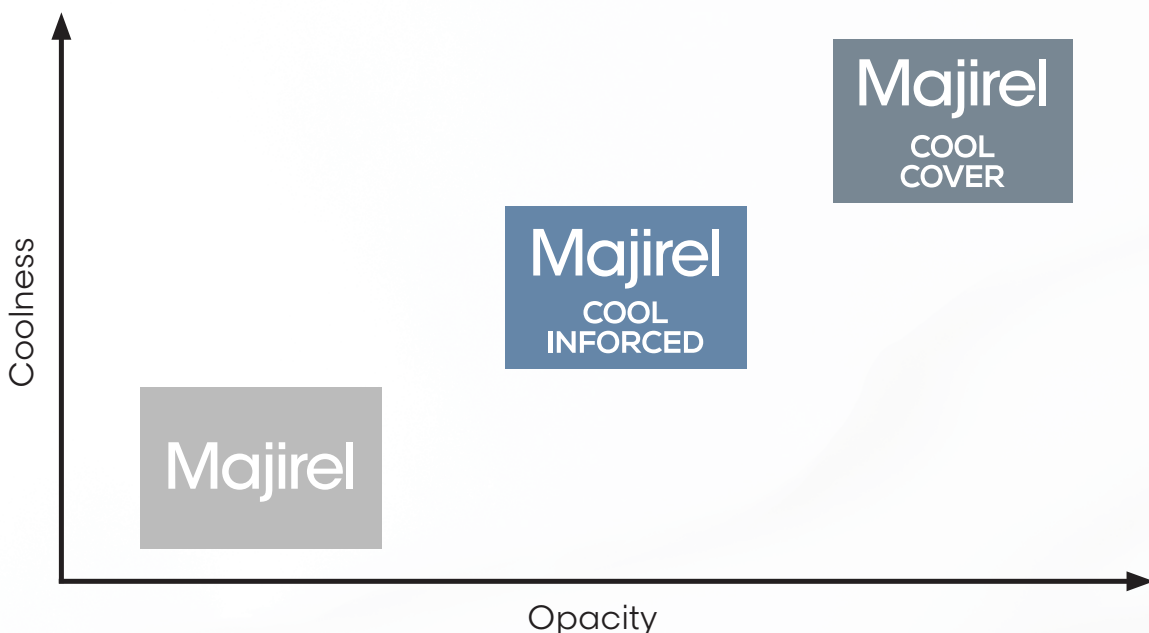 Majirel
COOL
COVER
Majirel
COOL
INFORCED
Majirel
Coolness
Opacity